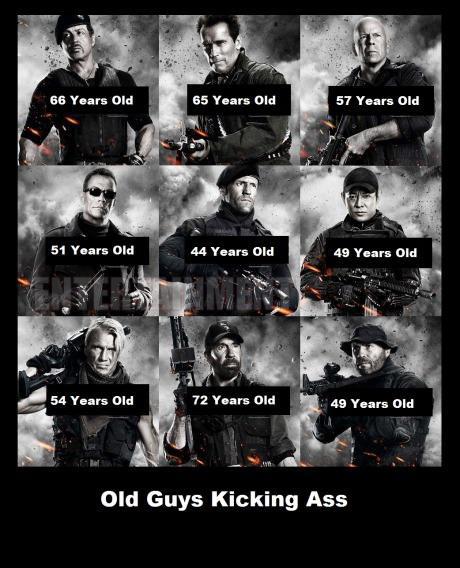 66 Years Old
65 Years Old
57 Years Old
51 Years Old
44 Years Old
49 Years Old
ENTERTAINMENT
54 Years Old
72 Years Old
49 Years Old
Old Guys Kicking Ass